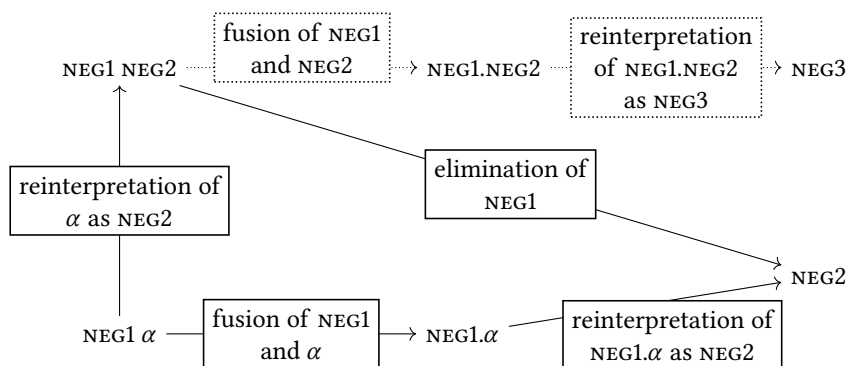 fusion of NEG1
and NEG2
reinterpretation
of NEG1.NEG2
as NEG3
NEG1 NEG2
NEG1.NEG2
NEG3
elimination of
NEG1
reinterpretation of
α as NEG2
NEG2
NEG1 α
fusion of NEG1
and α
NEG1.α
reinterpretation of
NEG1.α as NEG2